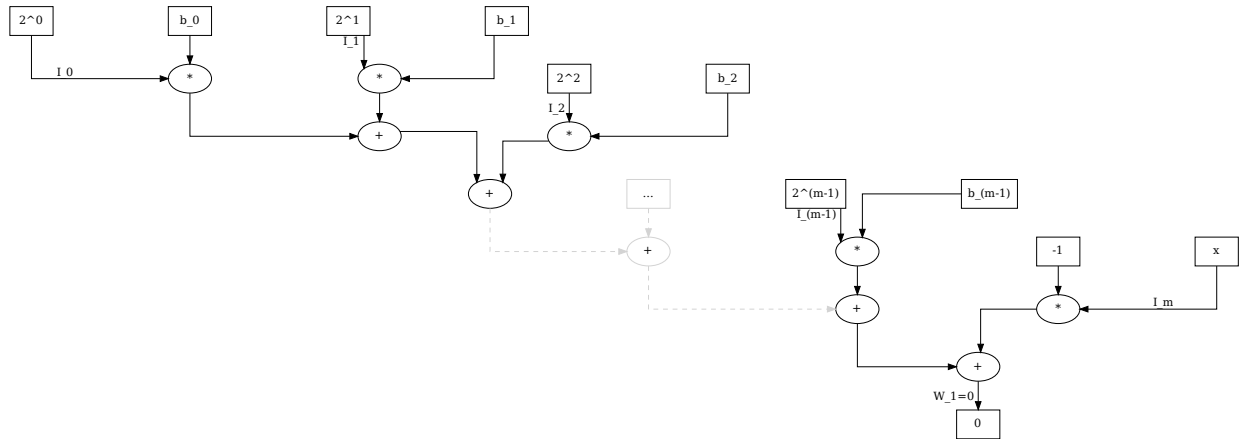 2^0
b_0
2^1
b_1
I_1
I_0
*
*
2^2
b_2
I_2
+
*
+
...
2^(m-1)
b_(m-1)
I_(m-1)
+
*
-1
x
+
*
I_m
+
W_1=0
0